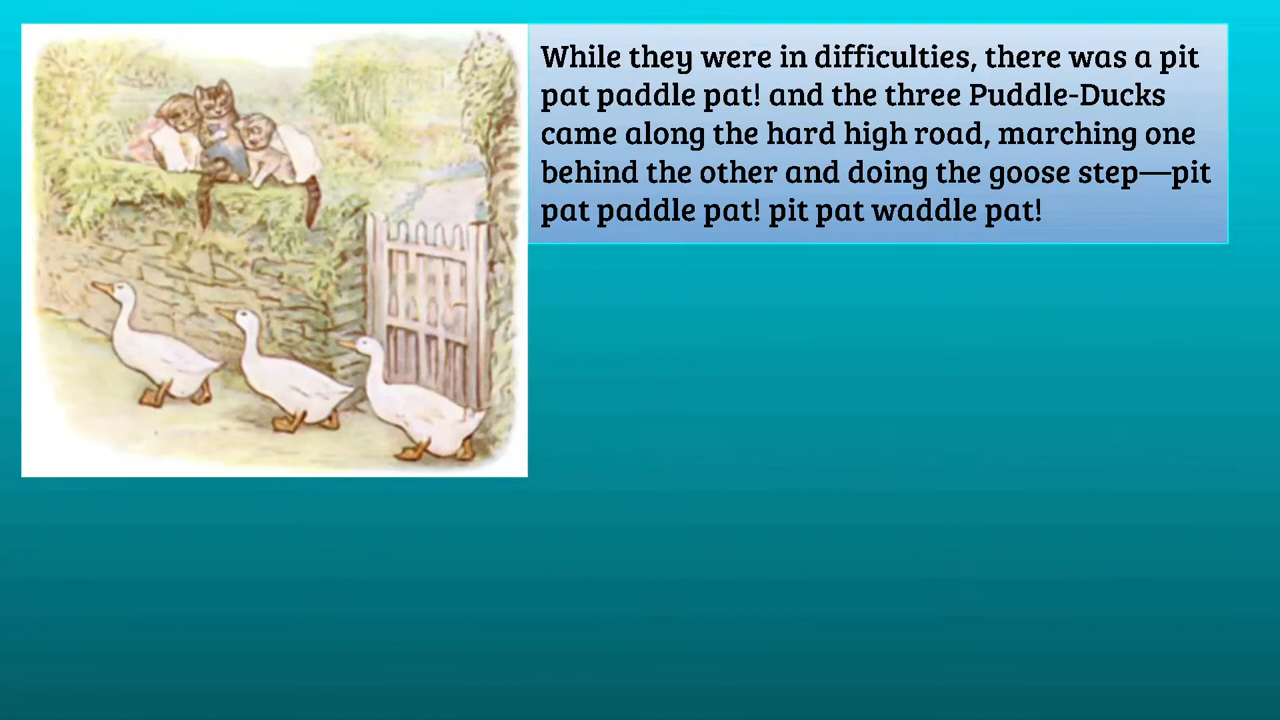 While they were in difficulties, there was a pit
pat paddle pat! and the three Puddle-Ducks
came along the hard high road, marching one
behind the other and doing the goose step—pit
pat paddle pat! pit pat waddle pat!